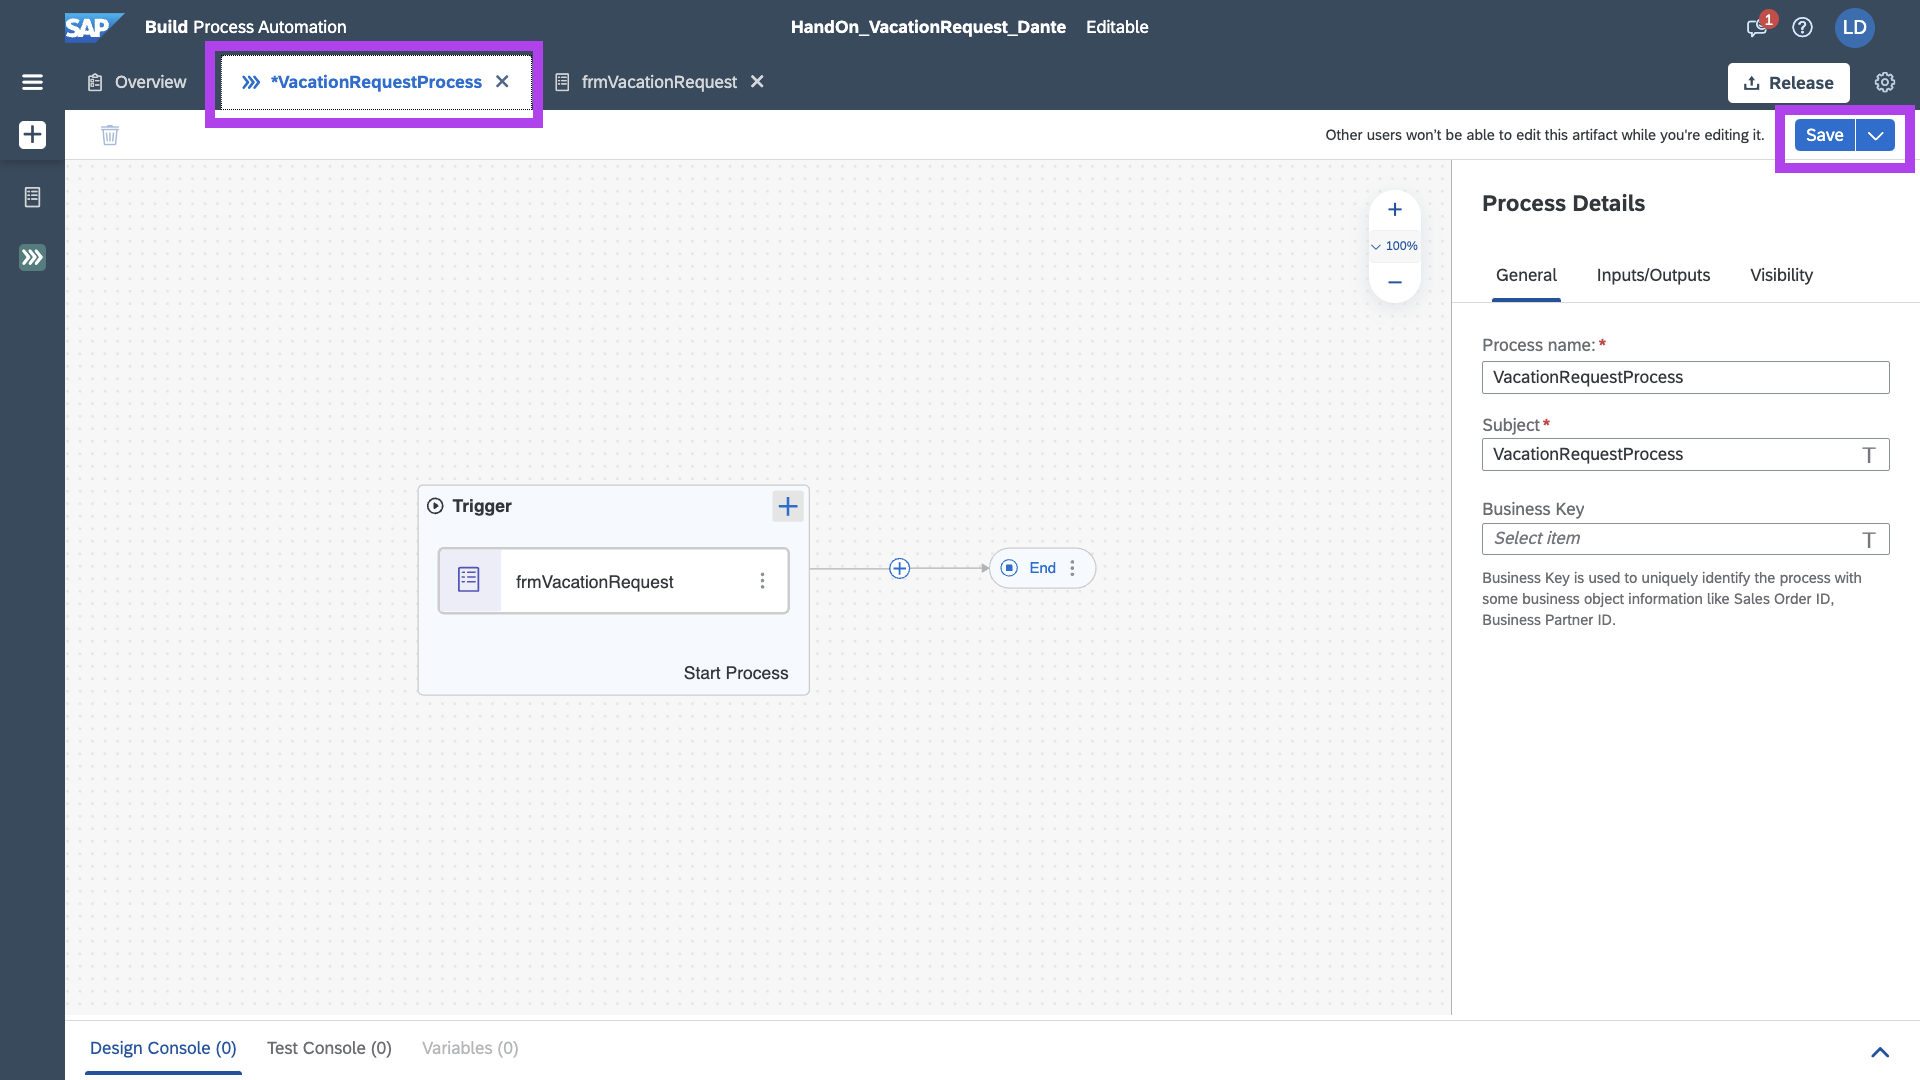 SAP Build Process Automation
HandOn_VacationRequest_Dante Editable
1
LD
Overview
*VacationRequestProcess
frmVacationRequest
Release
Other users won't be able to edit this artifact while you're editing it.
Save
100%
Process Details
General Inputs/Outputs Visibility
Process name:*
VacationRequestProcess
Subject*
VacationRequestProcess
Business Key
Select item
Business Key is used to uniquely identify the process with
some business object information like Sales Order ID,
Business Partner ID.
Trigger
frmVacationRequest
Start Process
End
Design Console (0) Test Console (0) Variables (0)